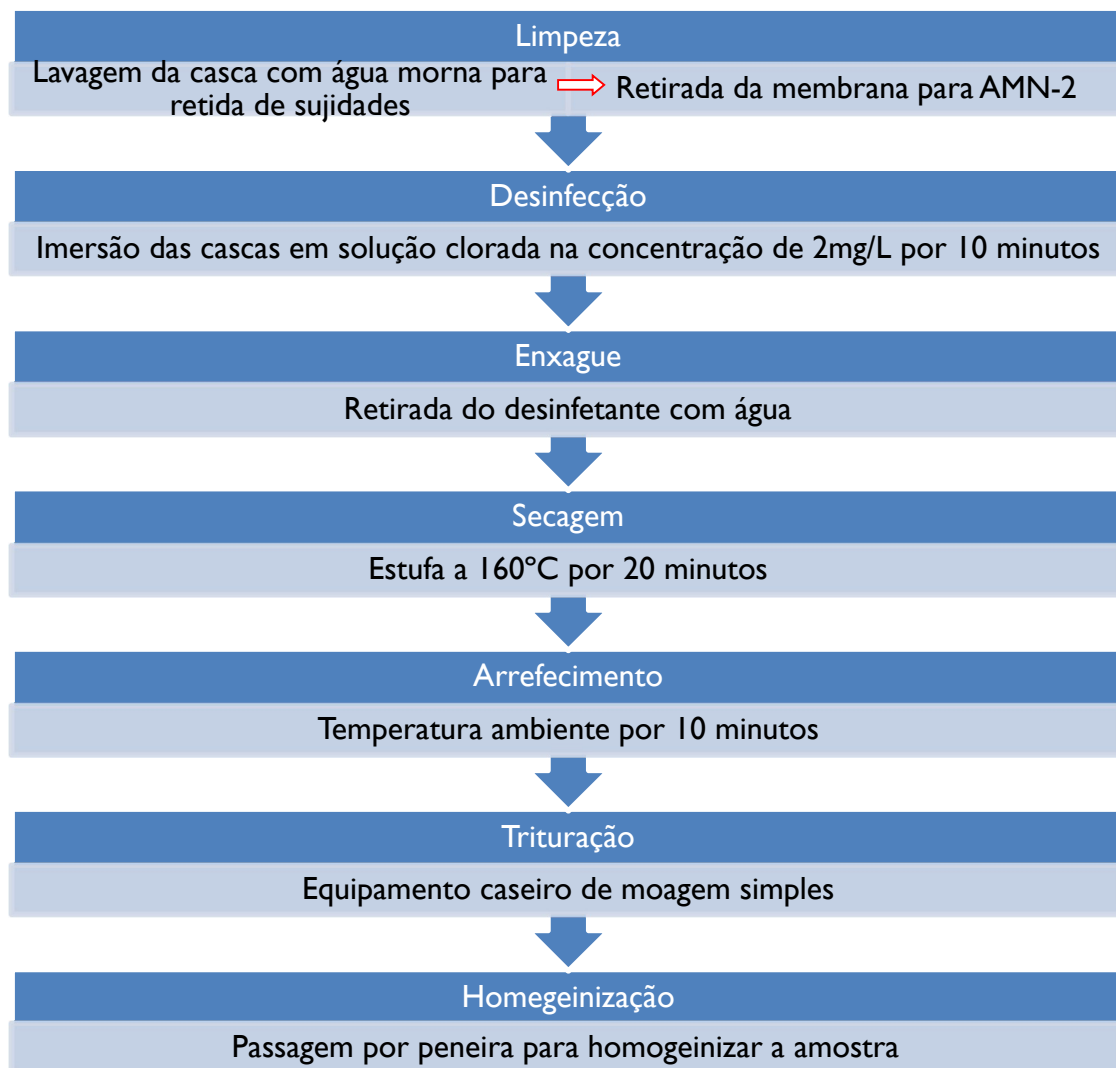 Limpeza
Lavagem da casca com água morna para
retida de sujidades
Retirada da membrana para AMN-2
Desinfecção
Imersão das cascas em solução clorada na concentração de 2mg/L por 10 minutos
Enxague
Retirada do desinfetante com água
Secagem
Estufa a 160ºC por 20 minutos
Arrefecimento
Temperatura ambiente por 10 minutos
Trituração
Equipamento caseiro de moagem simples
Homegeinização
Passagem por peneira para homogeinizar a amostra